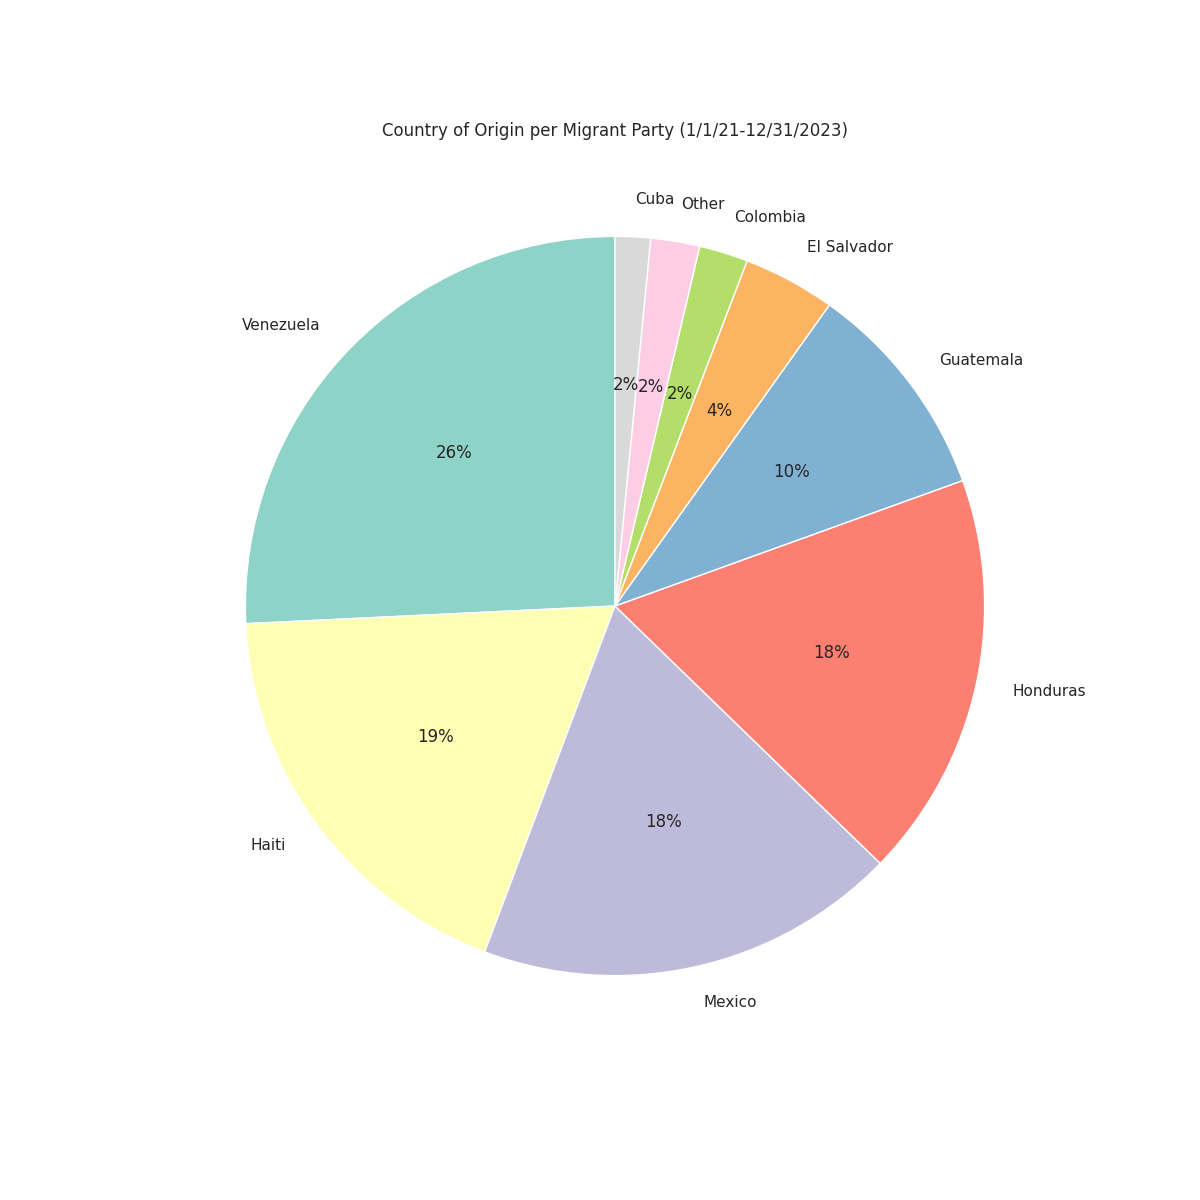 Country of Origin per Migrant Party (1/1/21-12/31/2023)
Cuba
Other
Colombia
El Salvador
Venezuela
Guatemala
2%
2%
2%
4%
26%
10%
18%
Honduras
19%
18%
Haiti
Mexico